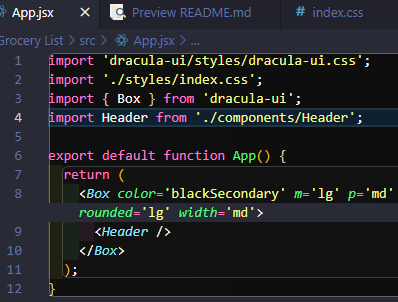 App.jsx Preview README.md index.css
Grocery List > src > App.jsx > ...
1 import 'dracula-ui/styles/dracula-ui.css';
2 import './styles/index.css';
3 import { Box } from 'dracula-ui';
4 import Header from './components/Header';
5
6 export default function App() {
7 return (
8 <Box color='blackSecondary' m='lg' p='md'
rounded='lg' width='md'>
9 <Header />
10 </Box>
11 );
12 }